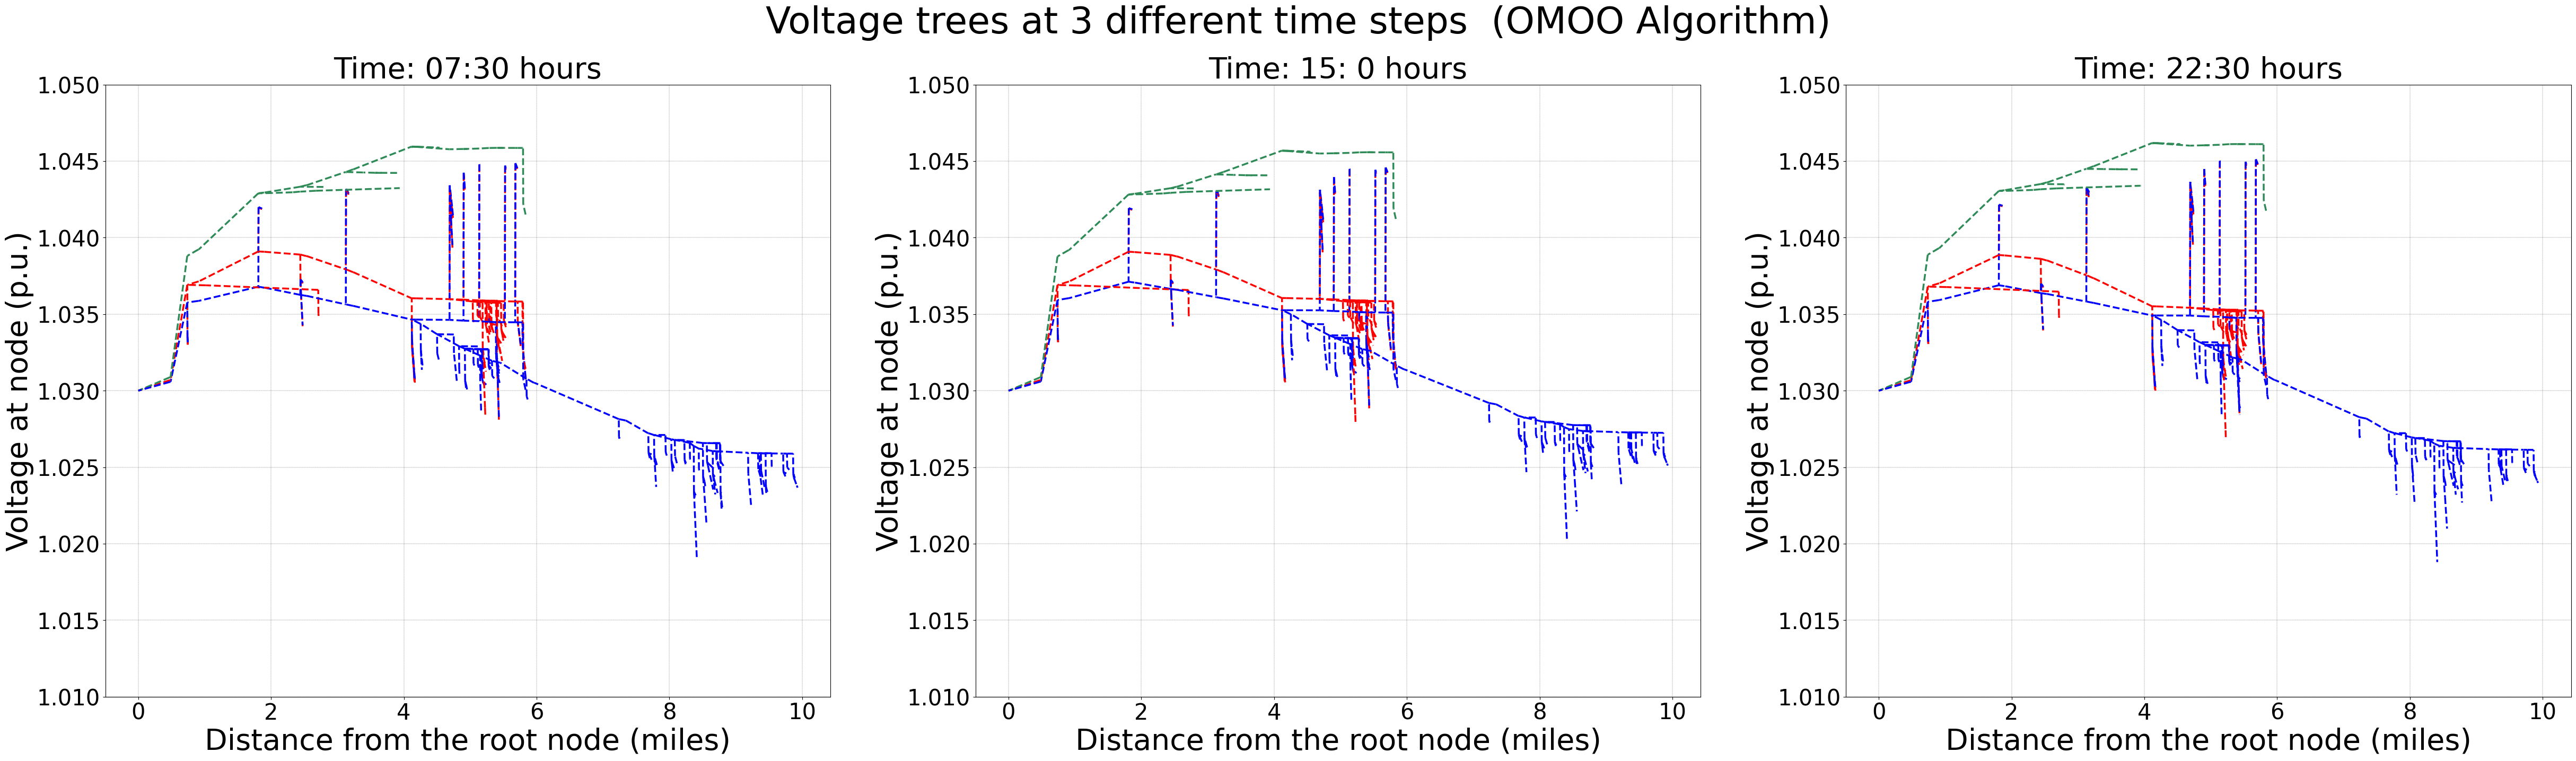 Voltage trees at 3 different time steps  (OMOO Algorithm)
Time: 07:30 hours
1.050
1.045
1.040
1.035
1.030
1.025
1.020
1.015
1.010
Voltage at node (p.u.)
0 2 4 6 8 10
Distance from the root node (miles)
Time: 15: 0 hours
1.050
1.045
1.040
1.035
1.030
1.025
1.020
1.015
1.010
Voltage at node (p.u.)
0 2 4 6 8 10
Distance from the root node (miles)
Time: 22:30 hours
1.050
1.045
1.040
1.035
1.030
1.025
1.020
1.015
1.010
Voltage at node (p.u.)
0 2 4 6 8 10
Distance from the root node (miles)